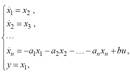 ẋ₁ = x₂ ,
ẋ₂ = x₃ ,
...
ẋₙ = -a₁x₁ - a₂x₂ - ... - aₙxₙ + bu,
y = x₁,